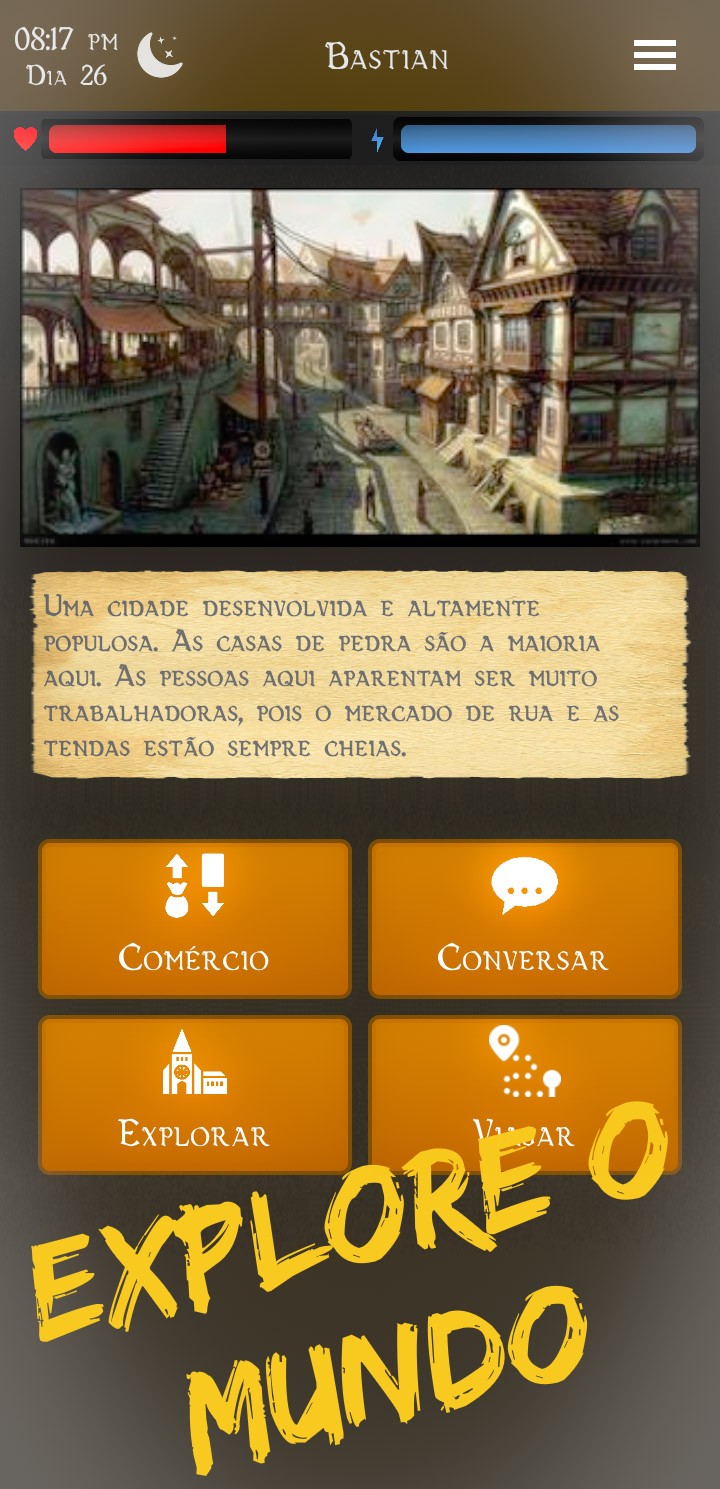 08:17 PM
Dia 26
Bastian
Uma cidade desenvolvida e altamente
populosa. As casas de pedra são a maioria
aqui. As pessoas aqui aparentam ser muito
trabalhadoras, pois o mercado de rua e as
tendas estão sempre cheias.
Comércio
Conversar
Explorar
Viajar
EXPLORE O
MUNDO